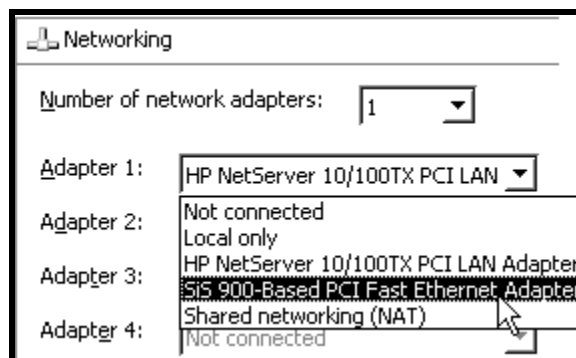 Networking
Number of network adapters: 1
Adapter 1: HP NetServer 10/100TX PCI LAN
Adapter 2: Not connected
Local only
HP NetServer 10/100TX PCI LAN Adapter
Adapter 3: SiS 900-Based PCI Fast Ethernet Adapter
Shared networking (NAT)
Adapter 4: Not connected